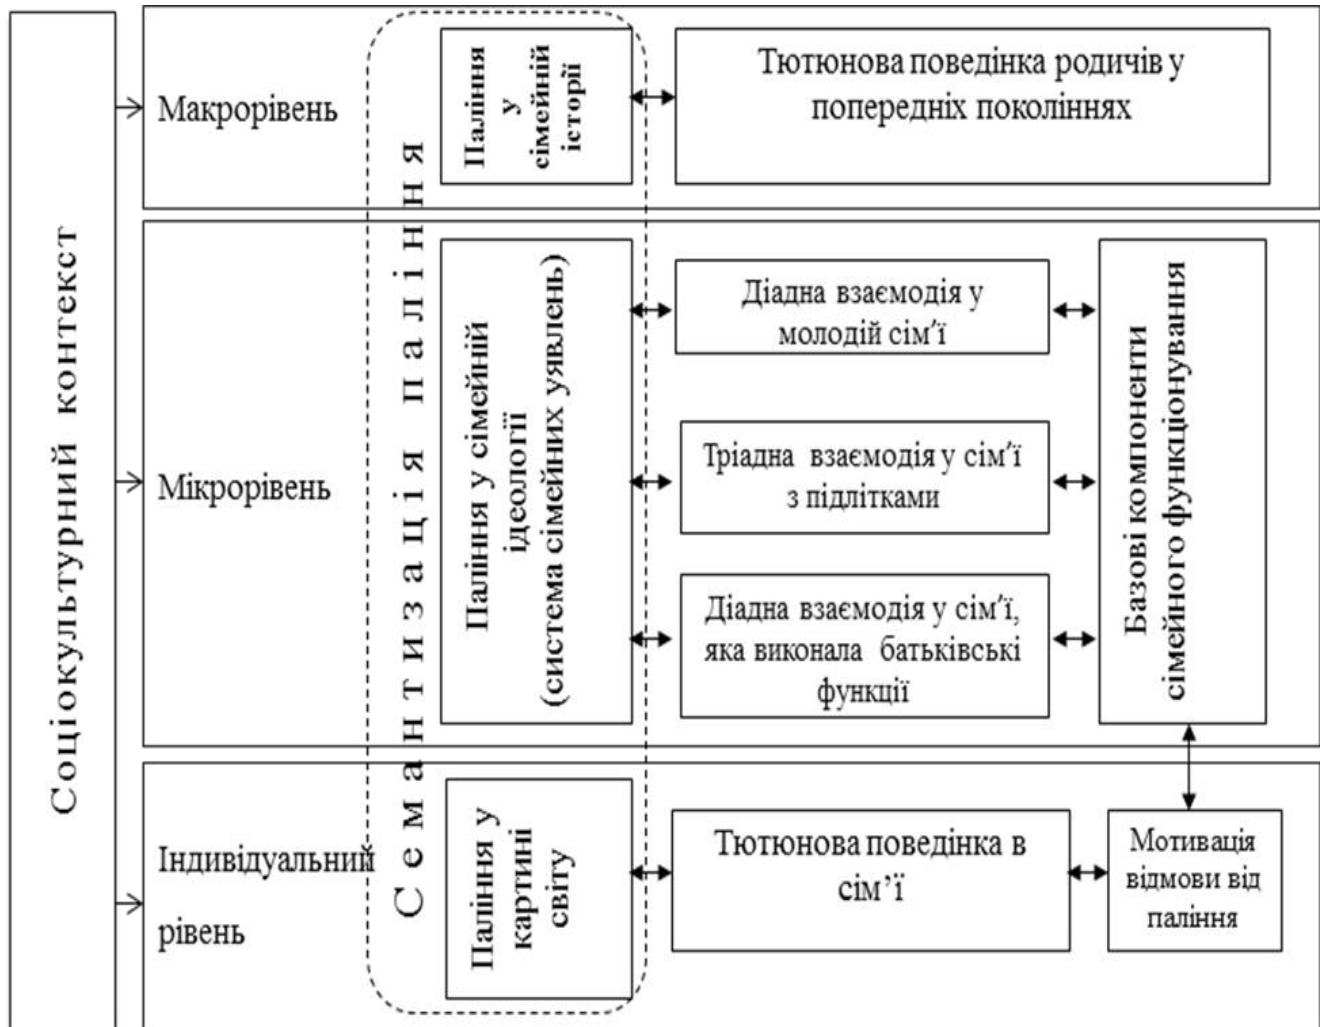 Соціокультурний контекст
Макрорівень
Семантизація паління
Паління
у
сімейній
історії
Тютюнова поведінка родичів у
попередніх поколіннях
Мікрорівень
Паління у сімейній
ідеології
(система сімейних уявлень)
Діадна взаємодія у
молодій сім'ї
Тріадна взаємодія у сім'ї
з підлітками
Діадна взаємодія у сім'ї,
яка виконала батьківські
функції
Базові компоненти
сімейного функціонування
Індивідуальний
рівень
Паління у
картині
світу
Тютюнова поведінка в
сім’ї
Мотивація
відмови від
паління